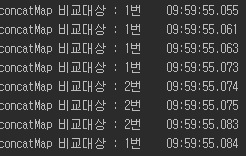 concatMap 비교대상 : 1번 09:59:55.055
concatMap 비교대상 : 1번 09:59:55.061
concatMap 비교대상 : 1번 09:59:55.063
concatMap 비교대상 : 1번 09:59:55.073
concatMap 비교대상 : 2번 09:59:55.074
concatMap 비교대상 : 2번 09:59:55.075
concatMap 비교대상 : 2번 09:59:55.083
concatMap 비교대상 : 1번 09:59:55.084